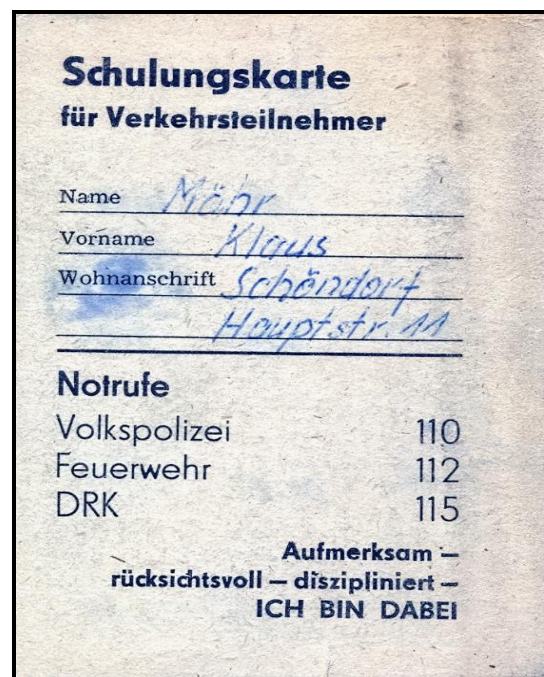 Schulungskarte
für Verkehrsteilnehmer
Name Mähr
Vorname Klaus
Wohnanschrift Schöndorf
Hauptstr. 11
Notrufe
Volkspolizei 110
Feuerwehr 112
DRK 115
Aufmerksam —
rücksichtsvoll — diszipliniert —
ICH BIN DABEI